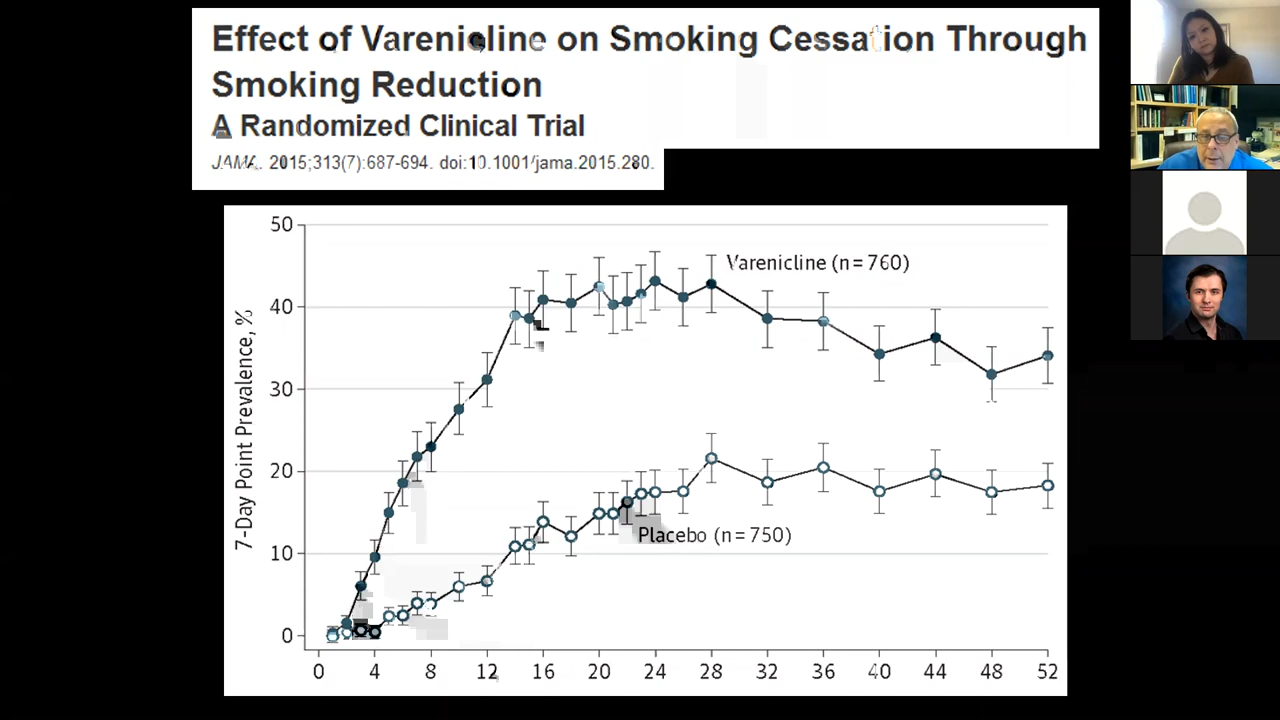 Effect of Varenicline on Smoking Cessation Through
Smoking Reduction
A Randomized Clinical Trial
JAMA. 2015;313(7):687-694. doi:10.1001/jama.2015.280.
50
40
30
20
10
0
7-Day Point Prevalence, %
Varenicline (n=760)
Placebo (n=750)
0 4 8 12 16 20 24 28 32 36 40 44 48 52